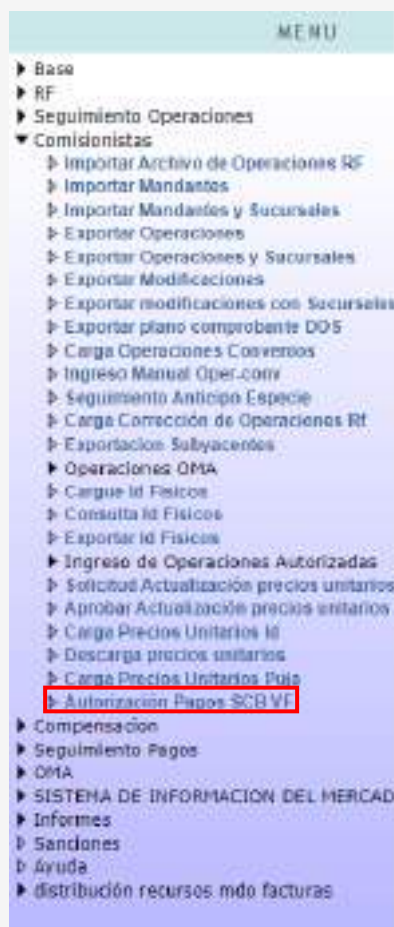 MENU
Base
RF
Seguimiento Operaciones
Comisionistas
Importar Archivo de Operaciones RF
Importar Mandantes
Importar Mandantes y Sucursales
Exportar Operaciones
Exportar Operaciones y Sucursales
Exportar Modificaciones
Exportar modificaciones con Sucursales
Exportar plano comprobante DOS
Carga Operaciones Convenios
Ingreso Manual Oper.conv
Seguimiento Anticipo Especie
Carga Corrección de Operaciones Rf
Exportacion Subyacentes
Operaciones OMA
Cargue Id Fisicos
Consulta Id Fisicos
Exportar Id Fisicos
Ingreso de Operaciones Autorizadas
Solicitud Actualización precios unitarios
Aprobar Actualización precios unitarios
Carga Precios Unitarios Id
Descarga precios unitarios
Carga Precios Unitarios Puja
Autorización Pagos SCB VF
Compensacion
Seguimiento Pagos
OMA
SISTEMA DE INFORMACION DEL MERCAD
Informes
Sanciones
Ayuda
distribución recursos mdo facturas